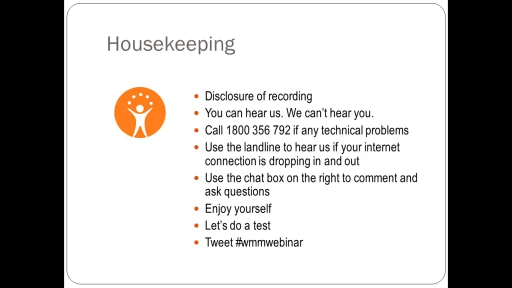 Housekeeping
• Disclosure of recording
• You can hear us. We can't hear you.
• Call 1800 356 792 if any technical problems
• Use the landline to hear us if your internet
connection is dropping in and out
• Use the chat box on the right to comment and
ask questions
• Enjoy yourself
• Let's do a test
• Tweet #wmmwebinar